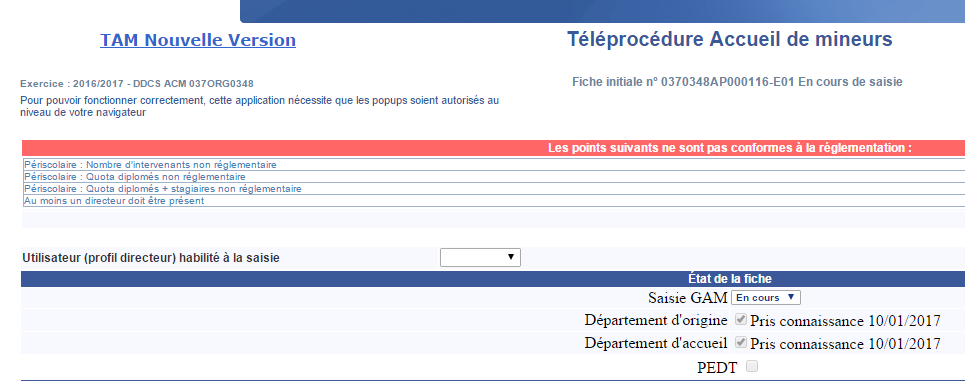 TAM Nouvelle Version
Téléprocédure Accueil de mineurs
Exercice : 2016/2017 - DDCS ACM 037ORG0348
Fiche initiale n° 0370348AP000116-E01 En cours de saisie
Pour pouvoir fonctionner correctement, cette application nécessite que les popups soient autorisés au
niveau de votre navigateur
Les points suivants ne sont pas conformes à la réglementation :
Périscolaire : Nombre d'intervenants non réglementaire
Périscolaire : Quota diplomés non réglementaire
Périscolaire : Quota diplomés + stagiaires non réglementaire
Au moins un directeur doit être présent
Utilisateur (profil directeur) habilité à la saisie
État de la fiche
Saisie GAM En cours
Département d'origine Pris connaissance 10/01/2017
Département d'accueil Pris connaissance 10/01/2017
PEDT